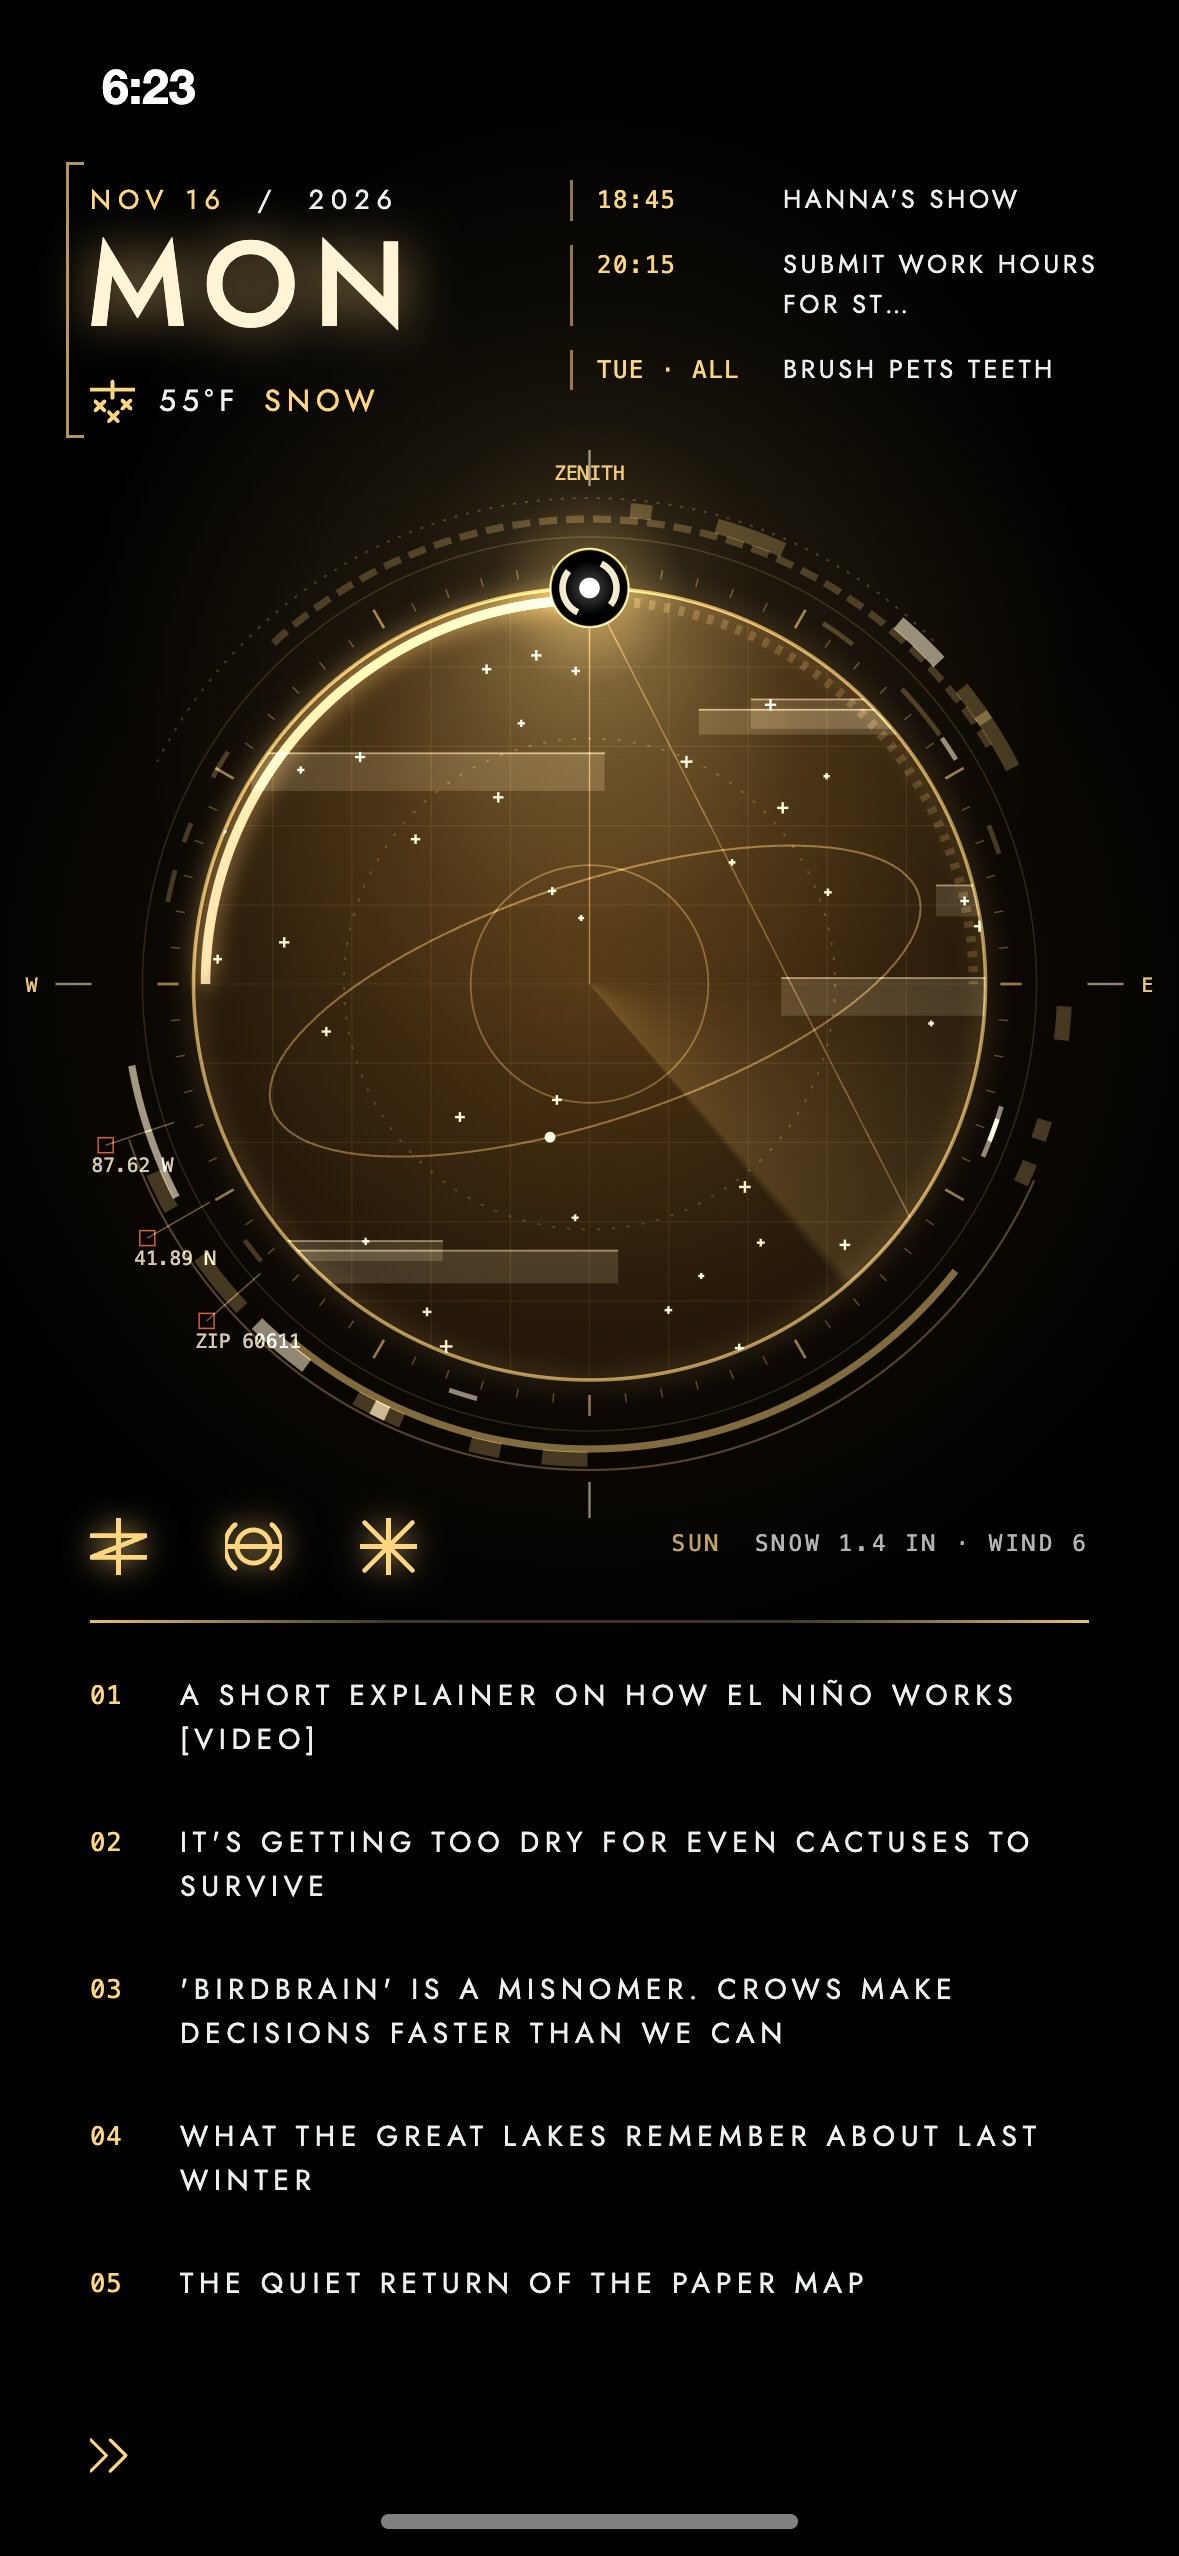 6:23
NOV 16 / 2026
MON
55°F SNOW
18:45 HANNA'S SHOW
20:15 SUBMIT WORK HOURS
FOR ST...
TUE · ALL BRUSH PETS TEETH
ZENITH
W
E
87.62 W
41.89 N
ZIP 60611
SUN SNOW 1.4 IN · WIND 6
01 A SHORT EXPLAINER ON HOW EL NIÑO WORKS
[VIDEO]
02 IT'S GETTING TOO DRY FOR EVEN CACTUSES TO
SURVIVE
03 'BIRDBRAIN' IS A MISNOMER. CROWS MAKE
DECISIONS FASTER THAN WE CAN
04 WHAT THE GREAT LAKES REMEMBER ABOUT LAST
WINTER
05 THE QUIET RETURN OF THE PAPER MAP